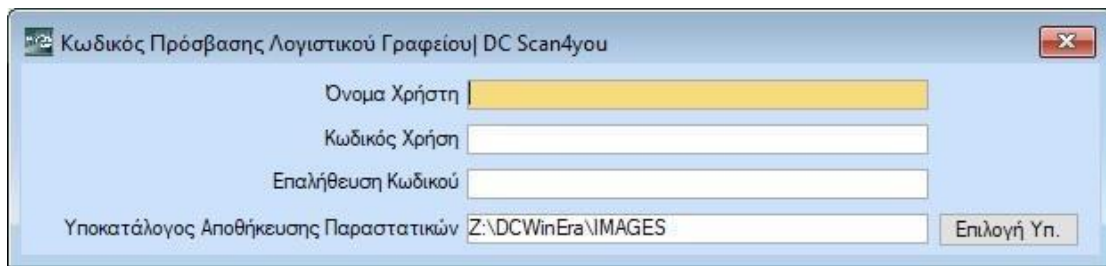 Κωδικός Πρόσβασης Λογιστικού Γραφείου| DC Scan4you
Όνομα Χρήστη
Κωδικός Χρήση
Επαλήθευση Κωδικού
Υποκατάλογος Αποθήκευσης Παραστατικών Z:\DCWinEra\IMAGES Επιλογή Υπ.